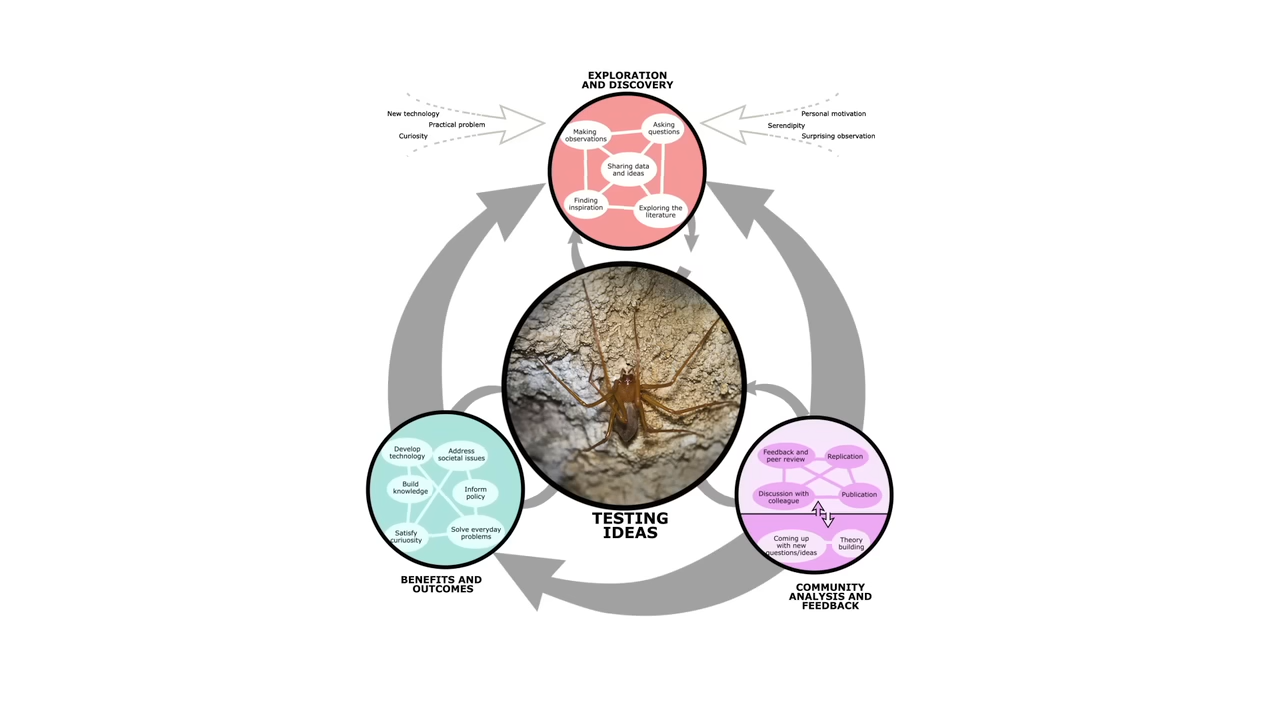 EXPLORATION
AND DISCOVERY
New technology
Practical problem
Curiosity
Personal motivation
Serendipity
Surprising observation
Making
observations
Asking
questions
Sharing data
and ideas
Finding
inspiration
Exploring the
literature
TESTING
IDEAS
Develop
technology
Address
societal issues
Build
knowledge
Inform
policy
Satisfy
curiuosity
Solve everyday
problems
BENEFITS AND
OUTCOMES
Feedback and
peer review
Replication
Discussion with
colleague
Publication
Coming up
with new
questions/ideas
Theory
building
COMMUNITY
ANALYSIS AND
FEEDBACK